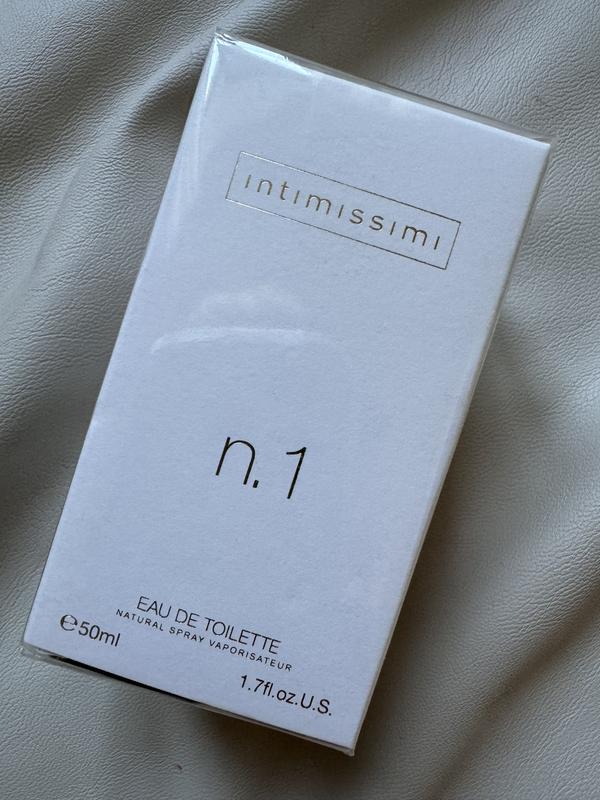 intimissimi
n.1
EAU DE TOILETTE
NATURAL SPRAY VAPORISATEUR
℮50ml
1.7fl.oz.U.S.